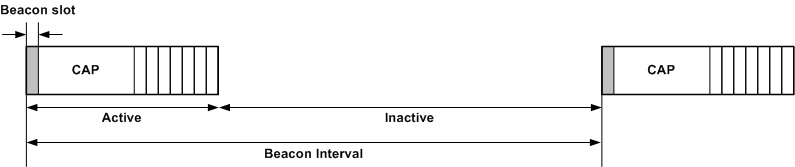 Beacon slot
CAP
CAP
Active
Inactive
Beacon Interval